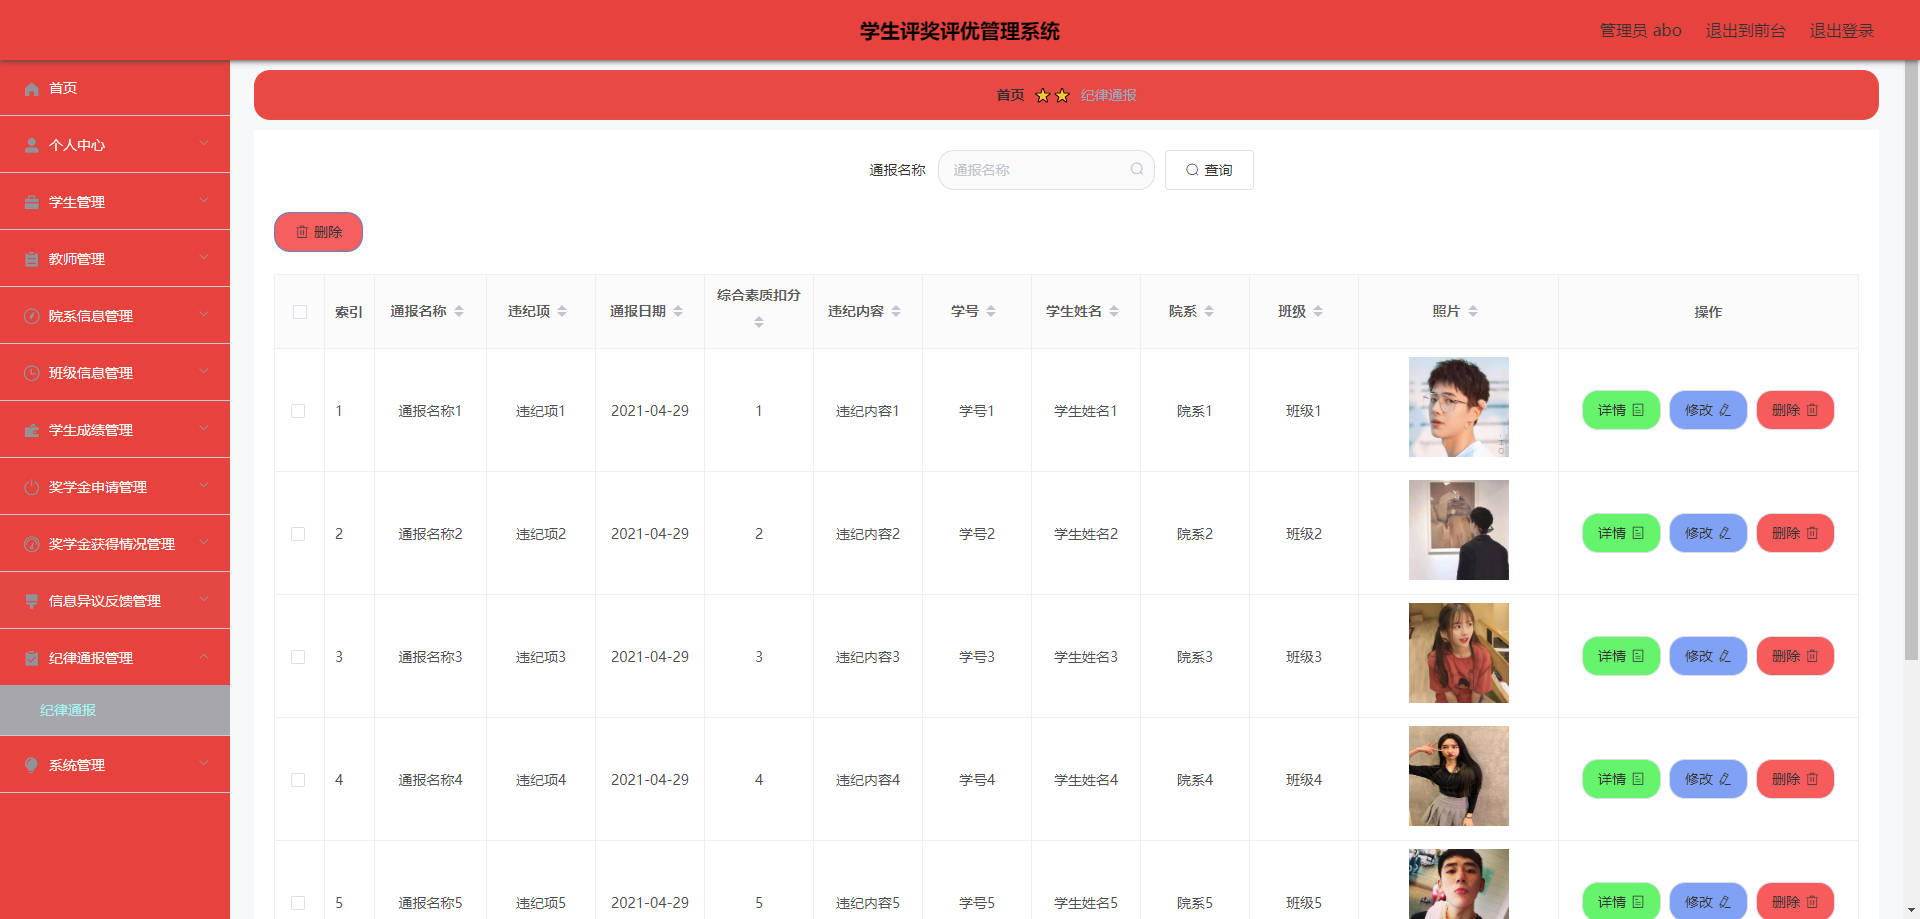 学生评奖评优管理系统
管理员 abo 退出到前台 退出登录
首页
个人中心
学生管理
教师管理
院系信息管理
班级信息管理
学生成绩管理
奖学金申请管理
奖学金获得情况管理
信息异议反馈管理
纪律通报管理
纪律通报
系统管理
首页 纪律通报
通报名称 通报名称 查询
删除
索引 通报名称 违纪项 通报日期 综合素质扣分 违纪内容 学号 学生姓名 院系 班级 照片 操作
1 通报名称1 违纪项1 2021-04-29 1 违纪内容1 学号1 学生姓名1 院系1 班级1 详情 修改 删除
2 通报名称2 违纪项2 2021-04-29 2 违纪内容2 学号2 学生姓名2 院系2 班级2 详情 修改 删除
3 通报名称3 违纪项3 2021-04-29 3 违纪内容3 学号3 学生姓名3 院系3 班级3 详情 修改 删除
4 通报名称4 违纪项4 2021-04-29 4 违纪内容4 学号4 学生姓名4 院系4 班级4 详情 修改 删除
5 通报名称5 违纪项5 2021-04-29 5 违纪内容5 学号5 学生姓名5 院系5 班级5 详情 修改 删除